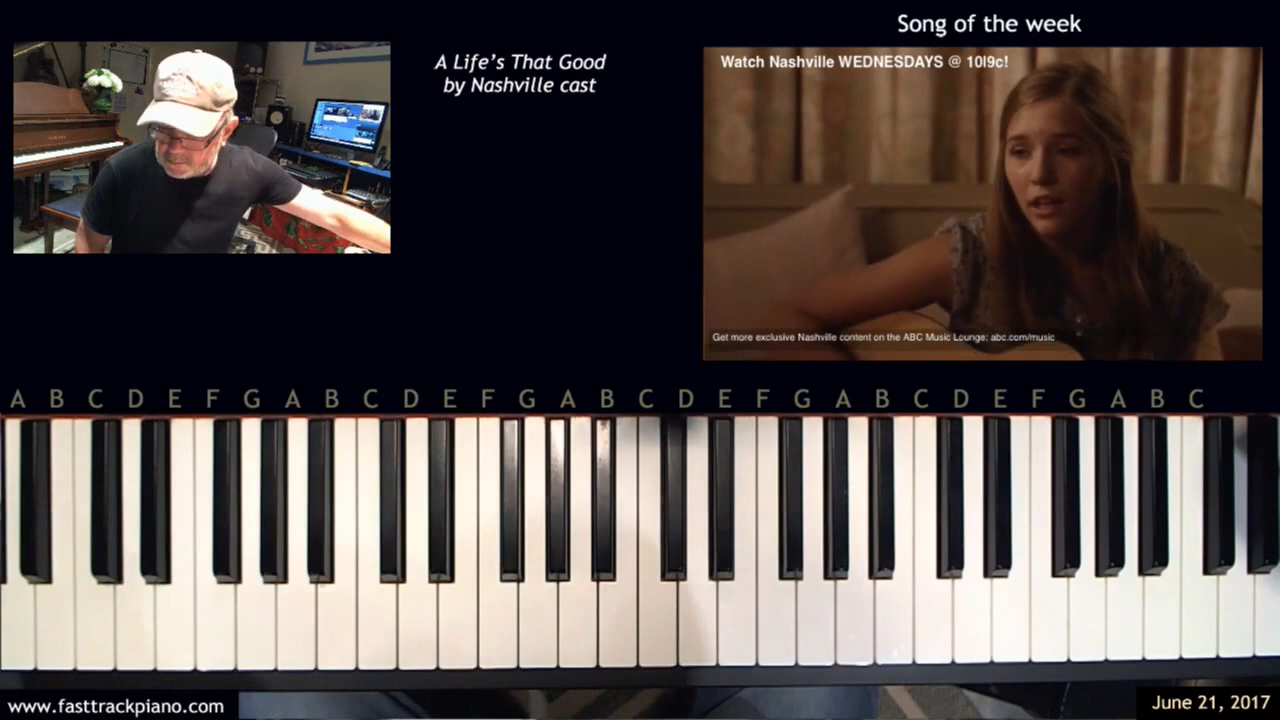 Song of the week
A Life's That Good
by Nashville cast
Watch Nashville WEDNESDAYS @ 10|9c!
Get more exclusive Nashville content on the ABC Music Lounge: abc.com/music
A B C D E F G A B C D E F G A B C D E F G A B C D E F G A B C
www.fasttrackpiano.com
June 21, 2017